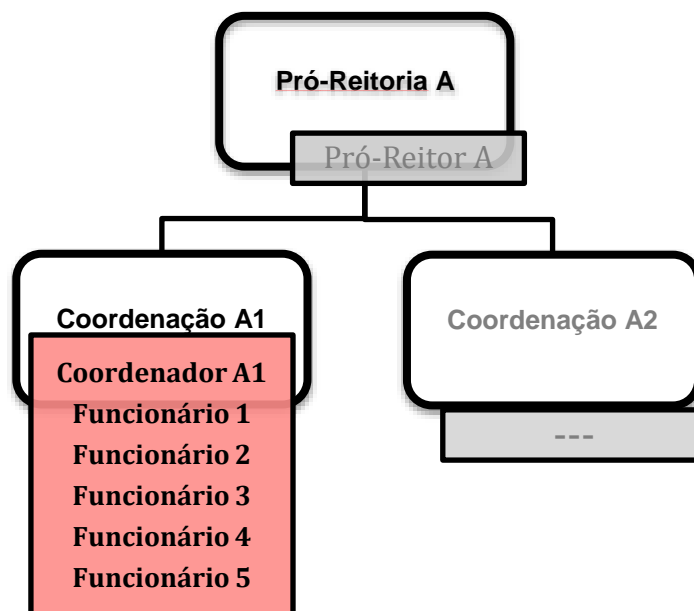 Pró-Reitoria A
Pró-Reitor A
Coordenação A1
Coordenador A1
Funcionário 1
Funcionário 2
Funcionário 3
Funcionário 4
Funcionário 5
Coordenação A2
---